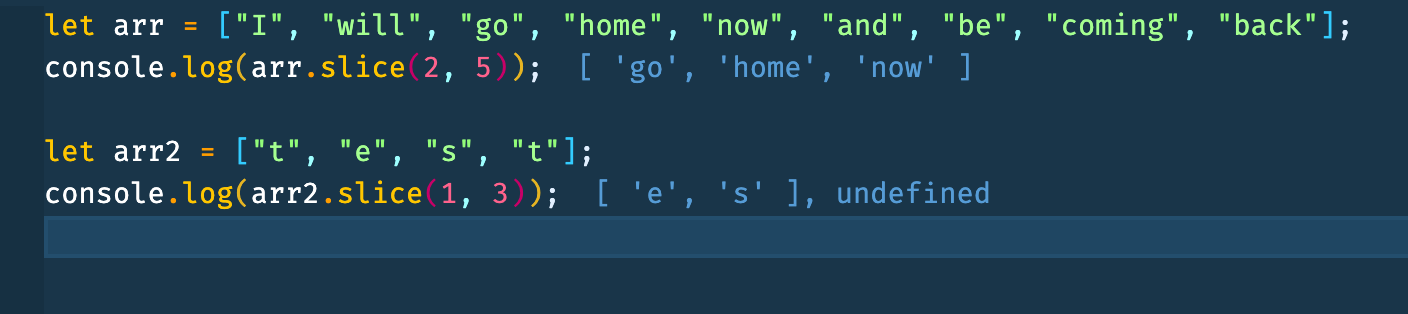 let arr = ["I", "will", "go", "home", "now", "and", "be", "coming", "back"];
console.log(arr.slice(2, 5));  [ 'go', 'home', 'now' ]
let arr2 = ["t", "e", "s", "t"];
console.log(arr2.slice(1, 3));  [ 'e', 's' ], undefined